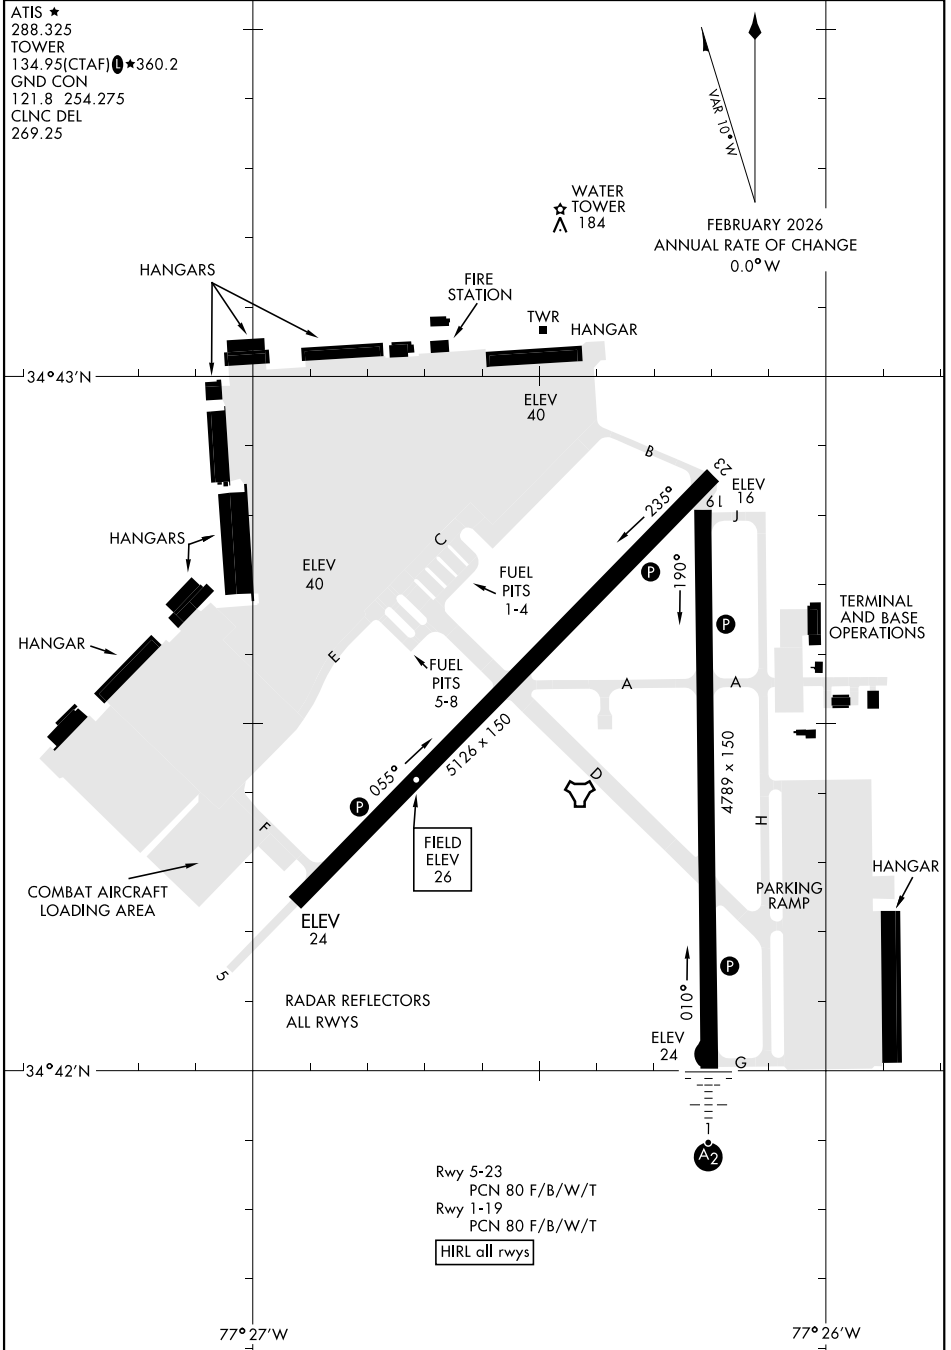 ATIS ★
288.325
TOWER
134.95(CTAF) L ★360.2
GND CON
121.8 254.275
CLNC DEL
269.25
VAR 10°W
WATER
TOWER
184
FEBRUARY 2026
ANNUAL RATE OF CHANGE
0.0°W
HANGARS
FIRE
STATION
TWR
HANGAR
34°43'N
ELEV
40
B
23
ELEV
16
19
J
235°
C
190°
HANGARS
ELEV
40
P
FUEL
PITS
1-4
P
TERMINAL
AND BASE
OPERATIONS
HANGAR
E
FUEL
PITS
5-8
A
A
5126 x 150
055°
4789 x 150
D
P
F
H
FIELD
ELEV
26
COMBAT AIRCRAFT
LOADING AREA
PARKING
RAMP
HANGAR
ELEV
24
5
P
RADAR REFLECTORS
ALL RWYS
010°
ELEV
24
G
34°42'N
1
A2
Rwy 5-23
PCN 80 F/B/W/T
Rwy 1-19
PCN 80 F/B/W/T
HIRL all rwys
77°27'W
77°26'W